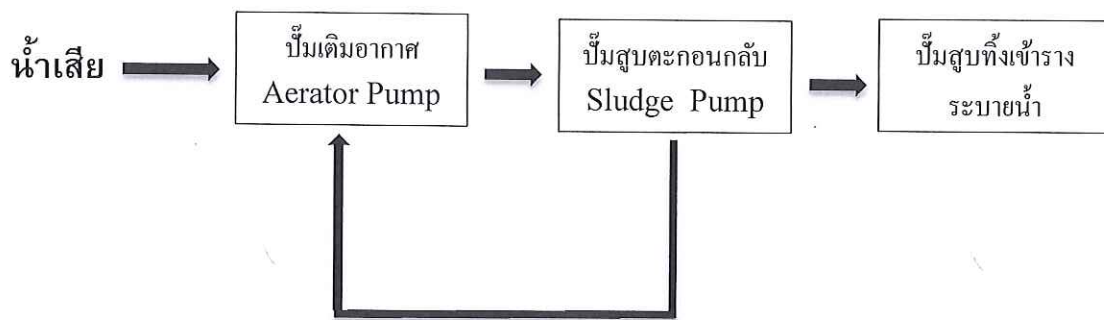 น้ำเสีย
ปั๊มเติมอากาศ
Aerator Pump
ปั๊มสูบตะกอนกลับ
Sludge Pump
ปั๊มสูบทิ้งเข้าราง
ระบายน้ำ